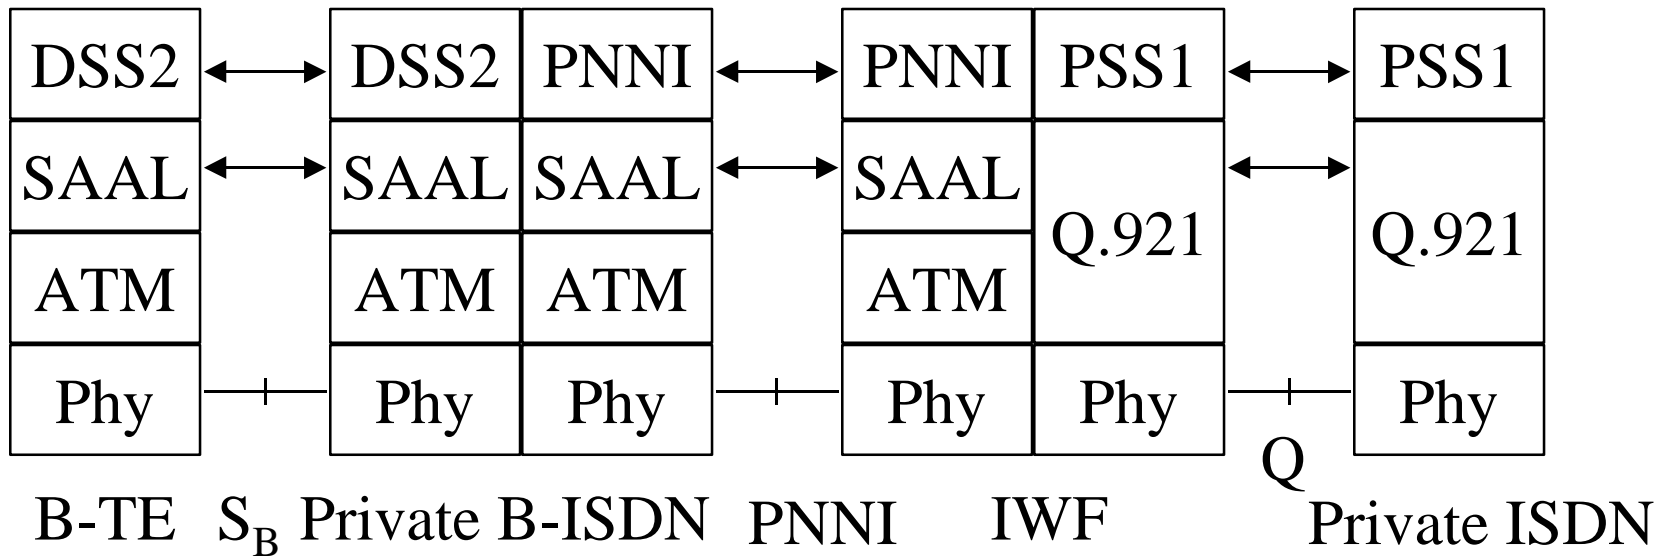 DSS2 DSS2 PNNI PNNI PSS1 PSS1
SAAL SAAL SAAL SAAL
Q.921 Q.921
ATM ATM ATM ATM
Phy Phy Phy Phy Phy Phy
Q
B-TE S_B Private B-ISDN PNNI IWF Private ISDN